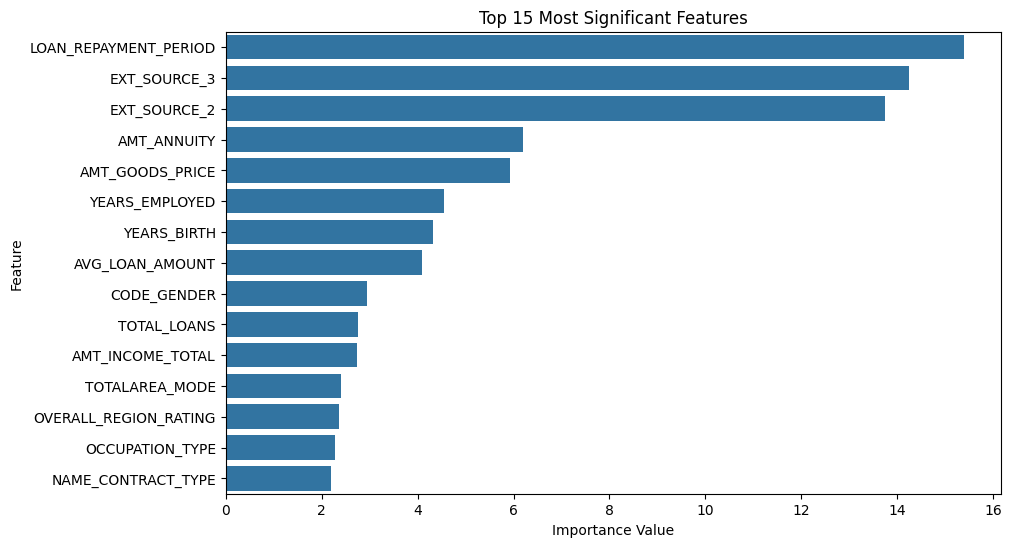 Top 15 Most Significant Features
LOAN_REPAYMENT_PERIOD
EXT_SOURCE_3
EXT_SOURCE_2
AMT_ANNUITY
AMT_GOODS_PRICE
YEARS_EMPLOYED
YEARS_BIRTH
AVG_LOAN_AMOUNT
CODE_GENDER
TOTAL_LOANS
AMT_INCOME_TOTAL
TOTALAREA_MODE
OVERALL_REGION_RATING
OCCUPATION_TYPE
NAME_CONTRACT_TYPE
Feature
0 2 4 6 8 10 12 14 16
Importance Value